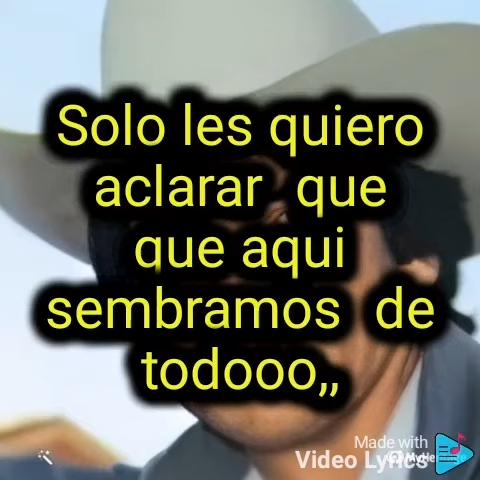 Solo les quiero
aclarar que
que aqui
sembramos de
todooo,,
Made with
Video Lyrics